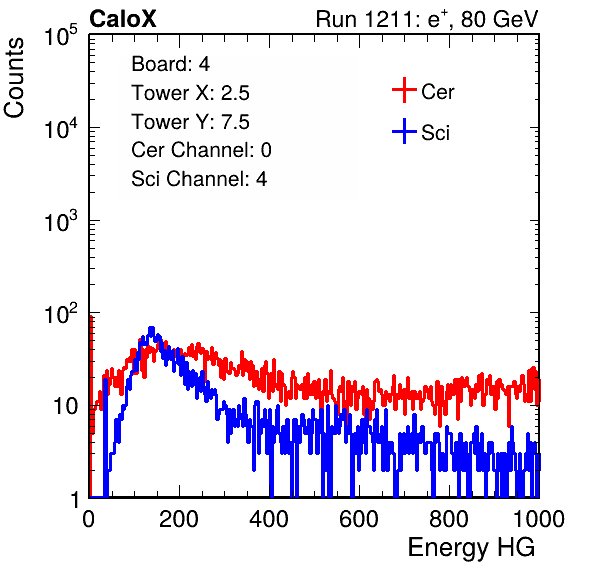 CaloX Run 1211: e⁺, 80 GeV
Counts
10⁵
10⁴
10³
10²
10
1
Board: 4
Tower X: 2.5
Tower Y: 7.5
Cer Channel: 0
Sci Channel: 4
Cer
Sci
0 200 400 600 800 1000
Energy HG